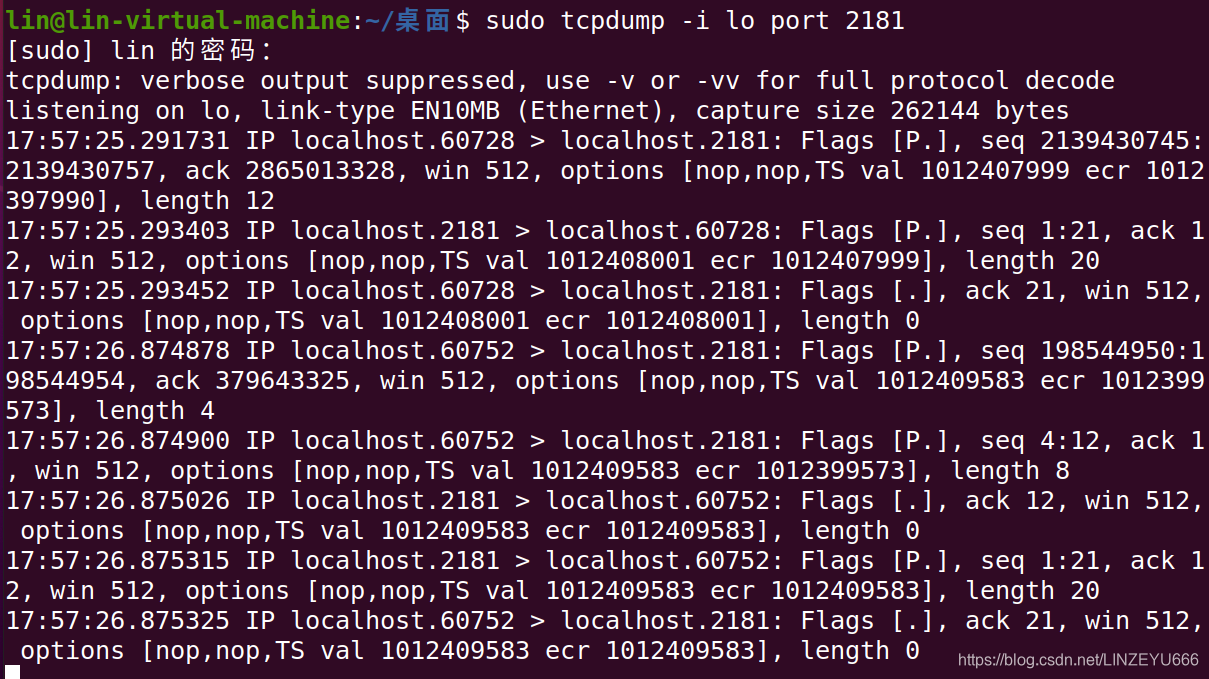 lin@lin-virtual-machine:~/桌面$ sudo tcpdump -i lo port 2181
[sudo] lin 的密码：
tcpdump: verbose output suppressed, use -v or -vv for full protocol decode
listening on lo, link-type EN10MB (Ethernet), capture size 262144 bytes
17:57:25.291731 IP localhost.60728 > localhost.2181: Flags [P.], seq 2139430745:
2139430757, ack 2865013328, win 512, options [nop,nop,TS val 1012407999 ecr 1012
397990], length 12
17:57:25.293403 IP localhost.2181 > localhost.60728: Flags [P.], seq 1:21, ack 1
2, win 512, options [nop,nop,TS val 1012408001 ecr 1012407999], length 20
17:57:25.293452 IP localhost.60728 > localhost.2181: Flags [.], ack 21, win 512,
 options [nop,nop,TS val 1012408001 ecr 1012408001], length 0
17:57:26.874878 IP localhost.60752 > localhost.2181: Flags [P.], seq 198544950:1
98544954, ack 379643325, win 512, options [nop,nop,TS val 1012409583 ecr 1012399
573], length 4
17:57:26.874900 IP localhost.60752 > localhost.2181: Flags [P.], seq 4:12, ack 1
, win 512, options [nop,nop,TS val 1012409583 ecr 1012399573], length 8
17:57:26.875026 IP localhost.2181 > localhost.60752: Flags [.], ack 12, win 512,
 options [nop,nop,TS val 1012409583 ecr 1012409583], length 0
17:57:26.875315 IP localhost.2181 > localhost.60752: Flags [P.], seq 1:21, ack 1
2, win 512, options [nop,nop,TS val 1012409583 ecr 1012409583], length 20
17:57:26.875325 IP localhost.60752 > localhost.2181: Flags [.], ack 21, win 512,
 options [nop,nop,TS val 1012409583 ecr 1012409583], length 0
https://blog.csdn.net/LINZEYU666